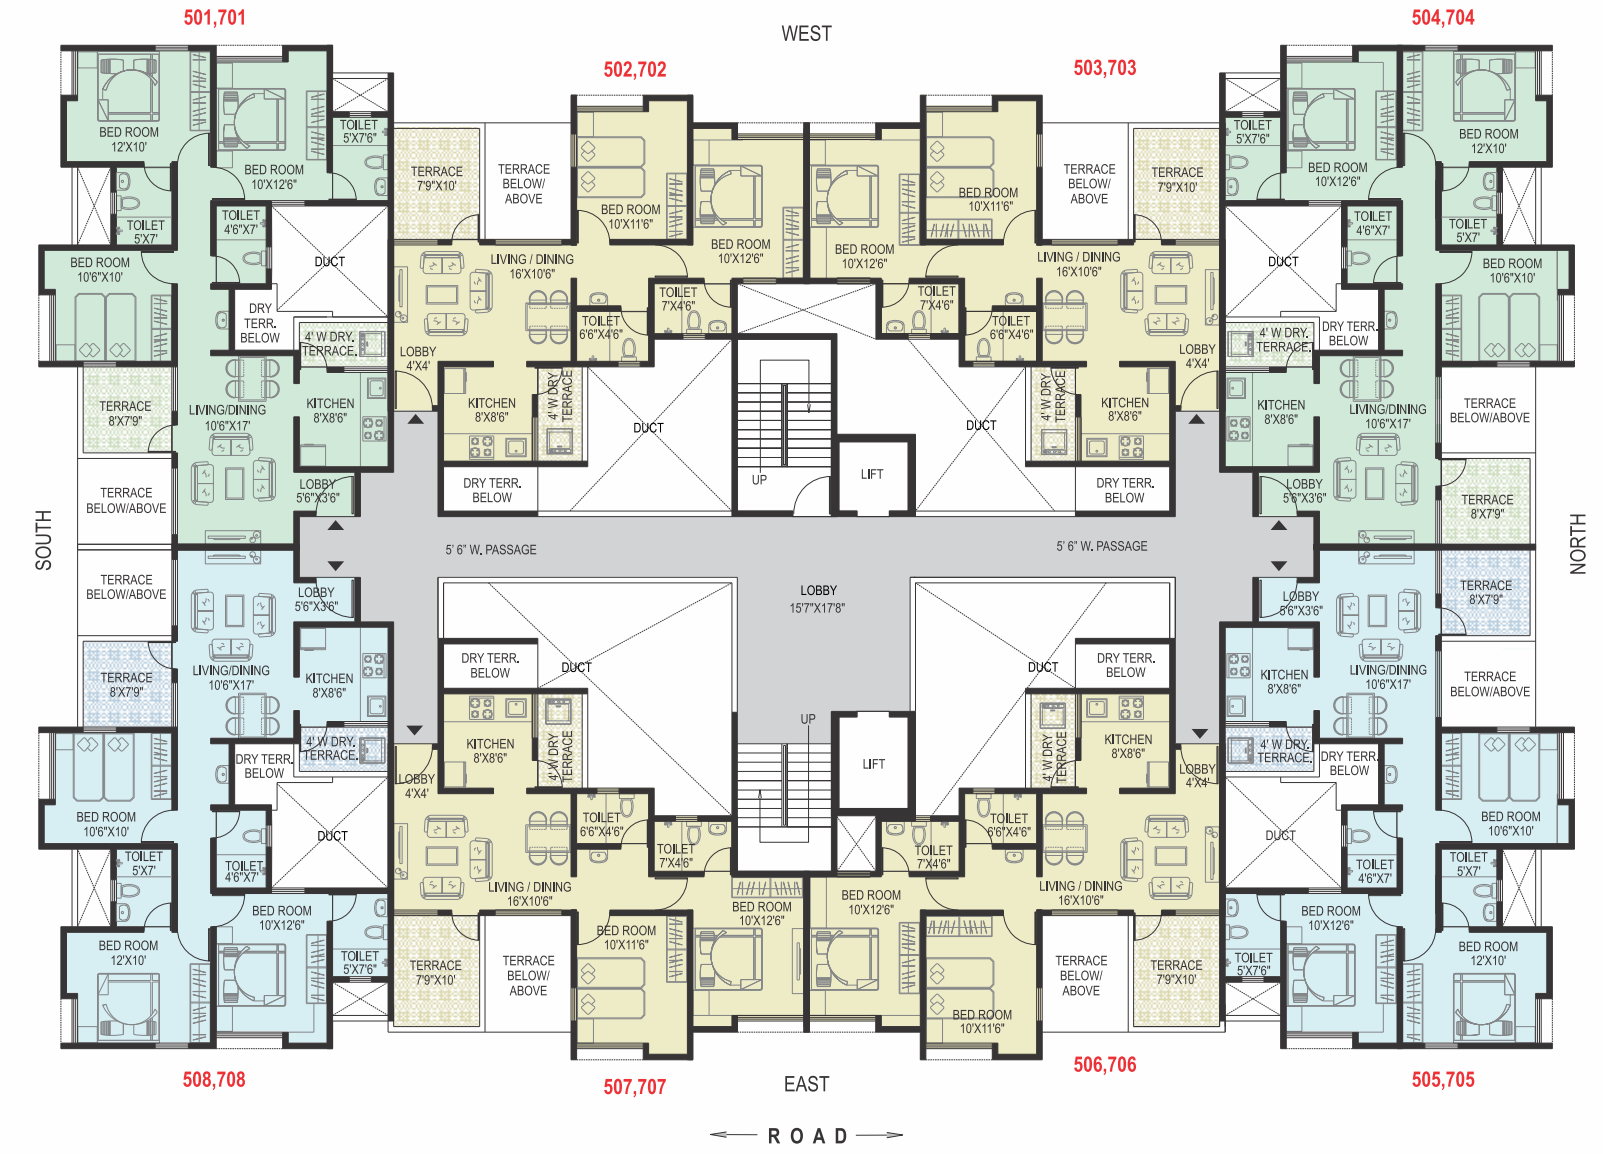 501,701
504,704
WEST
502,702
503,703
BED ROOM
12'X10'
BED ROOM
10'X12'6"
TOILET
5'X7'6"
TERRACE
7'9"X10'
TERRACE
BELOW/
ABOVE
BED ROOM
10'X11'6"
BED ROOM
10'X12'6"
BED ROOM
10'X12'6"
BED ROOM
10'X11'6"
TERRACE
BELOW/
ABOVE
TERRACE
7'9"X10'
TOILET
5'X7'6"
BED ROOM
10'X12'6"
BED ROOM
12'X10'
TOILET
5'X7'
TOILET
4'6"X7'
DUCT
LIVING / DINING
16'X10'6"
LIVING / DINING
16'X10'6"
DUCT
TOILET
4'6"X7'
TOILET
5'X7'
BED ROOM
10'6"X10'
BED ROOM
10'6"X10'
DRY
TERR.
BELOW
4' W DRY.
TERRACE.
TOILET
7'X4'6"
TOILET
6'6"X4'6"
TOILET
7'X4'6"
TOILET
6'6"X4'6"
4' W DRY.
TERRACE.
DRY TERR.
BELOW
LOBBY
4'X4'
LOBBY
4'X4'
TERRACE
8'X7'9"
LIVING/DINING
10'6"X17'
KITCHEN
8'X8'6"
KITCHEN
8'X8'6"
4' W DRY
TERRACE
DUCT
DUCT
4' W DRY
TERRACE
KITCHEN
8'X8'6"
KITCHEN
8'X8'6"
LIVING/DINING
10'6"X17'
TERRACE
BELOW/ABOVE
TERRACE
BELOW/ABOVE
LOBBY
5'6"X3'6"
DRY TERR.
BELOW
UP
LIFT
DRY TERR.
BELOW
LOBBY
5'6"X3'6"
TERRACE
8'X7'9"
SOUTH
5' 6" W. PASSAGE
5' 6" W. PASSAGE
NORTH
TERRACE
BELOW/ABOVE
LOBBY
5'6"X3'6"
LOBBY
15'7"X17'8"
LOBBY
5'6"X3'6"
TERRACE
8'X7'9"
TERRACE
8'X7'9"
LIVING/DINING
10'6"X17'
KITCHEN
8'X8'6"
DRY TERR.
BELOW
DUCT
DUCT
DRY TERR.
BELOW
KITCHEN
8'X8'6"
LIVING/DINING
10'6"X17'
TERRACE
BELOW/ABOVE
UP
4' W DRY.
TERRACE.
DRY TERR.
BELOW
KITCHEN
8'X8'6"
4' W DRY
TERRACE
LIFT
4' W DRY
TERRACE
KITCHEN
8'X8'6"
4' W DRY.
TERRACE.
DRY TERR.
BELOW
LOBBY
4'X4'
LOBBY
4'X4'
BED ROOM
10'6"X10'
DUCT
TOILET
6'6"X4'6"
TOILET
7'X4'6"
TOILET
7'X4'6"
TOILET
6'6"X4'6"
DUCT
BED ROOM
10'6"X10'
TOILET
5'X7'
TOILET
4'6"X7'
LIVING / DINING
16'X10'6"
LIVING / DINING
16'X10'6"
TOILET
4'6"X7'
TOILET
5'X7'
BED ROOM
12'X10'
BED ROOM
10'X12'6"
TOILET
5'X7'6"
TERRACE
7'9"X10'
TERRACE
BELOW/
ABOVE
BED ROOM
10'X11'6"
BED ROOM
10'X12'6"
BED ROOM
10'X12'6"
BED ROOM
10'X11'6"
TERRACE
BELOW/
ABOVE
TERRACE
7'9"X10'
TOILET
5'X7'6"
BED ROOM
10'X12'6"
BED ROOM
12'X10'
508,708
507,707
EAST
506,706
505,705
ROAD